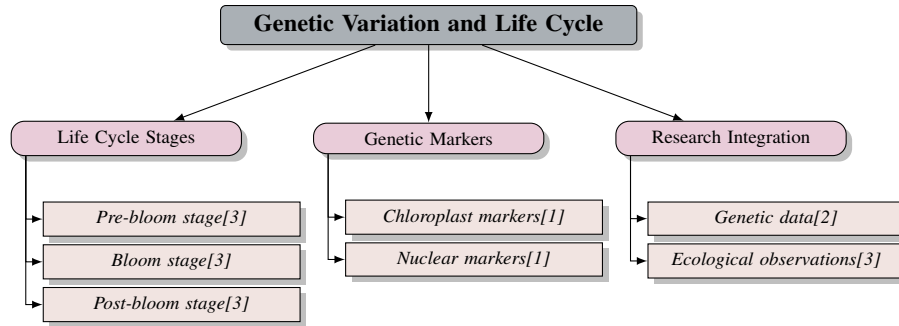 Genetic Variation and Life Cycle
Life Cycle Stages
Pre-bloom stage[3]
Bloom stage[3]
Post-bloom stage[3]
Genetic Markers
Chloroplast markers[1]
Nuclear markers[1]
Research Integration
Genetic data[2]
Ecological observations[3]